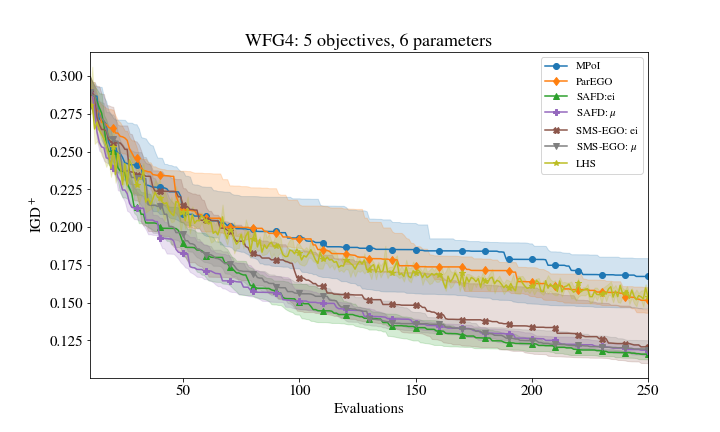 WFG4: 5 objectives, 6 parameters
IGD+
0.300
0.275
0.250
0.225
0.200
0.175
0.150
0.125
MPoI
ParEGO
SAFD:ei
SAFD: μ
SMS-EGO: ei
SMS-EGO: μ
LHS
50
100
150
200
250
Evaluations